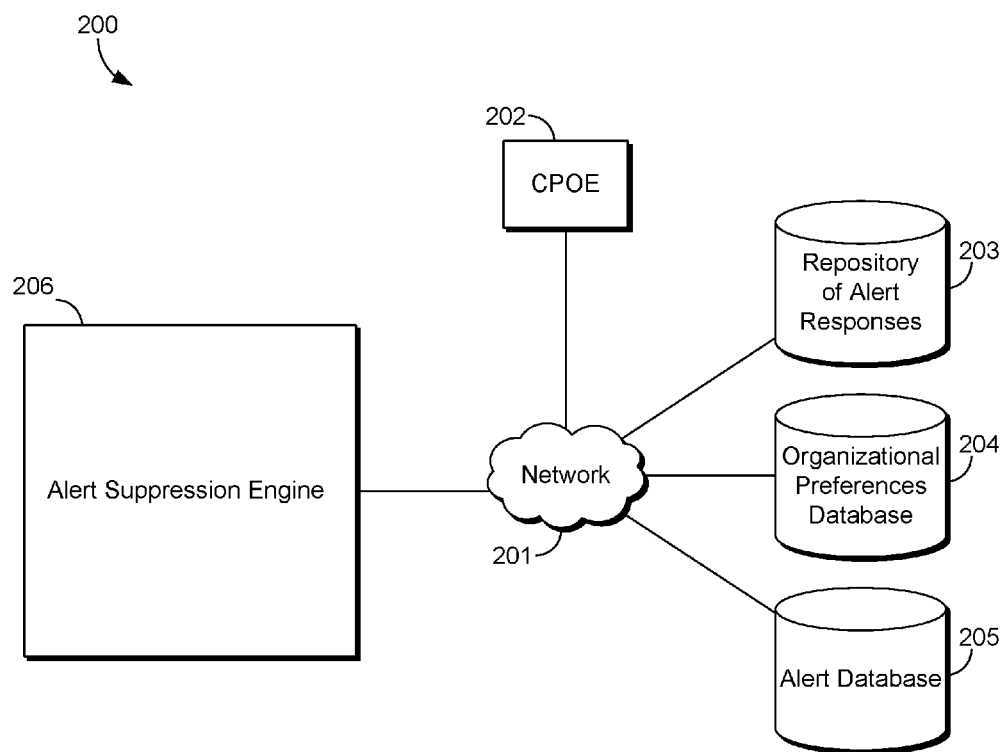 200
202
CPOE
203
Repository
of Alert
Responses
206
Alert Suppression Engine
Network
201
204
Organizational
Preferences
Database
205
Alert Database